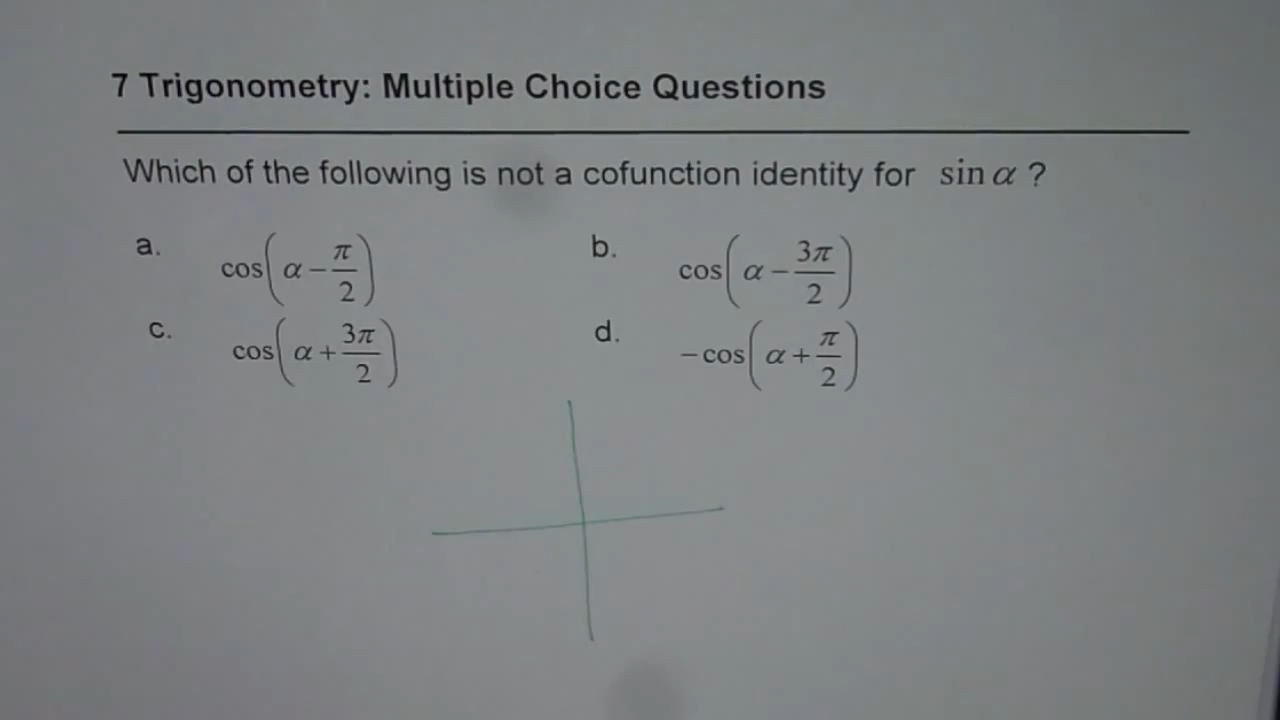 7 Trigonometry: Multiple Choice Questions
Which of the following is not a cofunction identity for sin α ?
a. cos(α − π/2) b. cos(α − 3π/2)
c. cos(α + 3π/2) d. −cos(α + π/2)